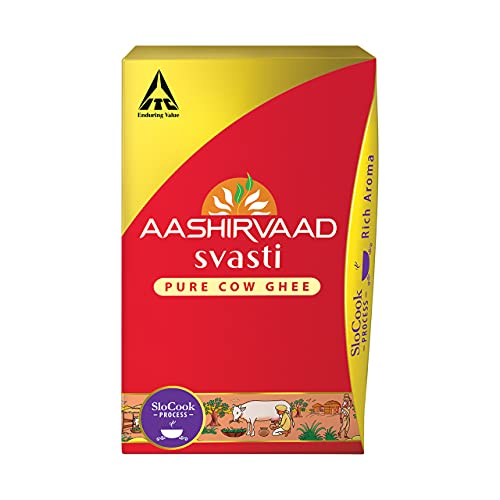 ITC
Enduring Value
AASHIRVAAD
svasti
PURE COW GHEE
SloCook
PROCESS
SloCook
– PROCESS –
Rich Aroma